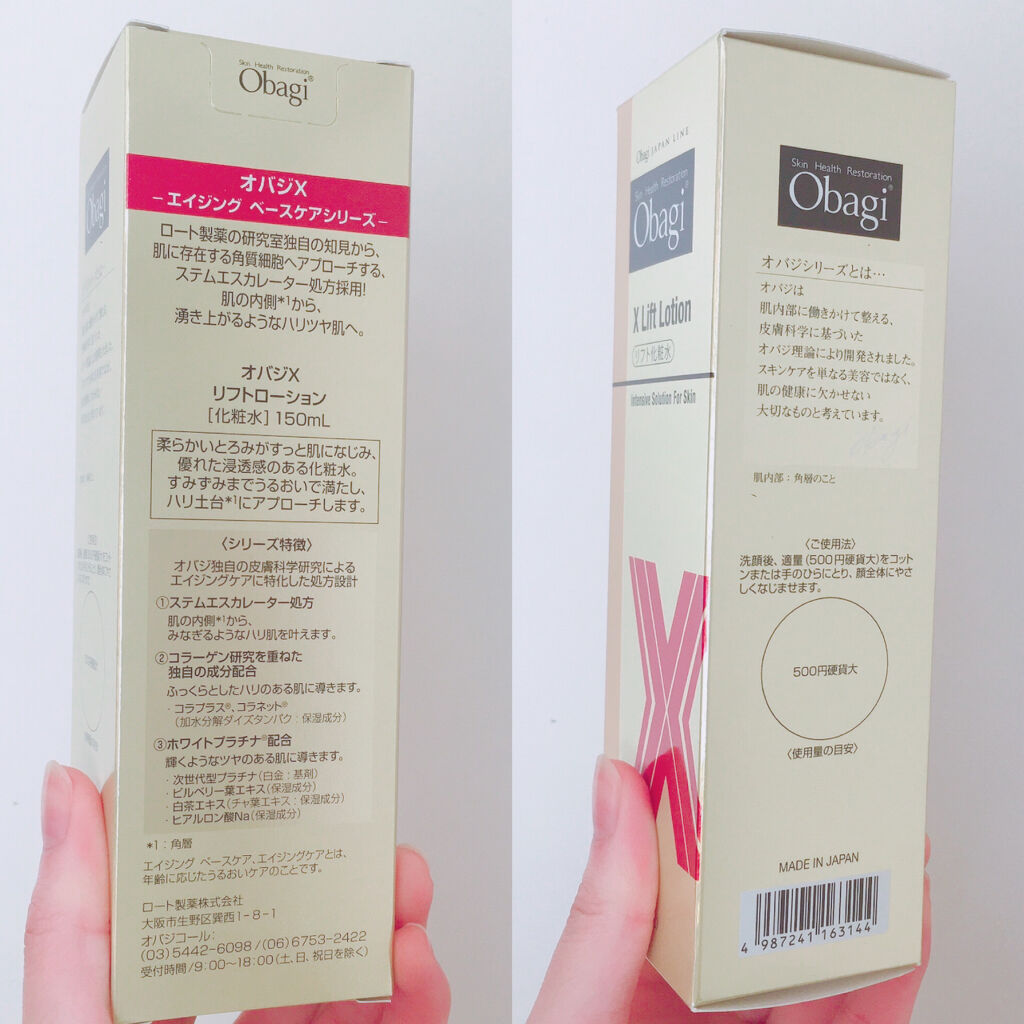 Skin Health Restoration
Obagi®
オバジX
−エイジング ベースケアシリーズ−
ロート製薬の研究室独自の知見から、
肌に存在する角質細胞へアプローチする、
ステムエスカレーター処方採用!
肌の内側*1から、
湧き上がるようなハリツヤ肌へ。
オバジX
リフトローション
[化粧水] 150mL
柔らかいとろみがすっと肌になじみ、
優れた浸透感のある化粧水。
すみずみまでうるおいで満たし、
ハリ土台*1にアプローチします。
〈シリーズ特徴〉
オバジ独自の皮膚科学研究による
エイジングケアに特化した処方設計
①ステムエスカレーター処方
肌の内側*1から、
みなぎるようなハリ肌を叶えます。
②コラーゲン研究を重ねた
独自の成分配合
ふっくらとしたハリのある肌に導きます。
・コラプラス®、コラネット®
（加水分解ダイズタンパク：保湿成分）
③ホワイトプラチナ®配合
輝くようなツヤのある肌に導きます。
・次世代型プラチナ（白金：基剤）
・ビルベリー葉エキス（保湿成分）
・白茶エキス（チャ葉エキス：保湿成分）
・ヒアルロン酸Na（保湿成分）
*1：角層
エイジング ベースケア、エイジングケアとは、
年齢に応じたうるおいケアのことです。
ロート製薬株式会社
大阪市生野区巽西1-8-1
オバジコール：
(03)5442-6098/(06)6753-2422
受付時間/9:00〜18:00(土、日、祝日を除く)
Obagi
Obagi JAPAN LINE
Skin Health Restoration
Obagi®
X Lift Lotion
リフト化粧水
Intensive Solution For Skin
X
Skin Health Restoration
Obagi®
オバジシリーズとは…
オバジは
肌内部に働きかけて整える、
皮膚科学に基づいた
オバジ理論により開発されました。
スキンケアを単なる美容ではなく、
肌の健康に欠かせない
大切なものと考えています。
肌内部：角層のこと
〈ご使用法〉
洗顔後、適量(500円硬貨大)をコット
ンまたは手のひらにとり、顔全体にやさ
しくなじませます。
500円硬貨大
〈使用量の目安〉
MADE IN JAPAN
4 987241 163144